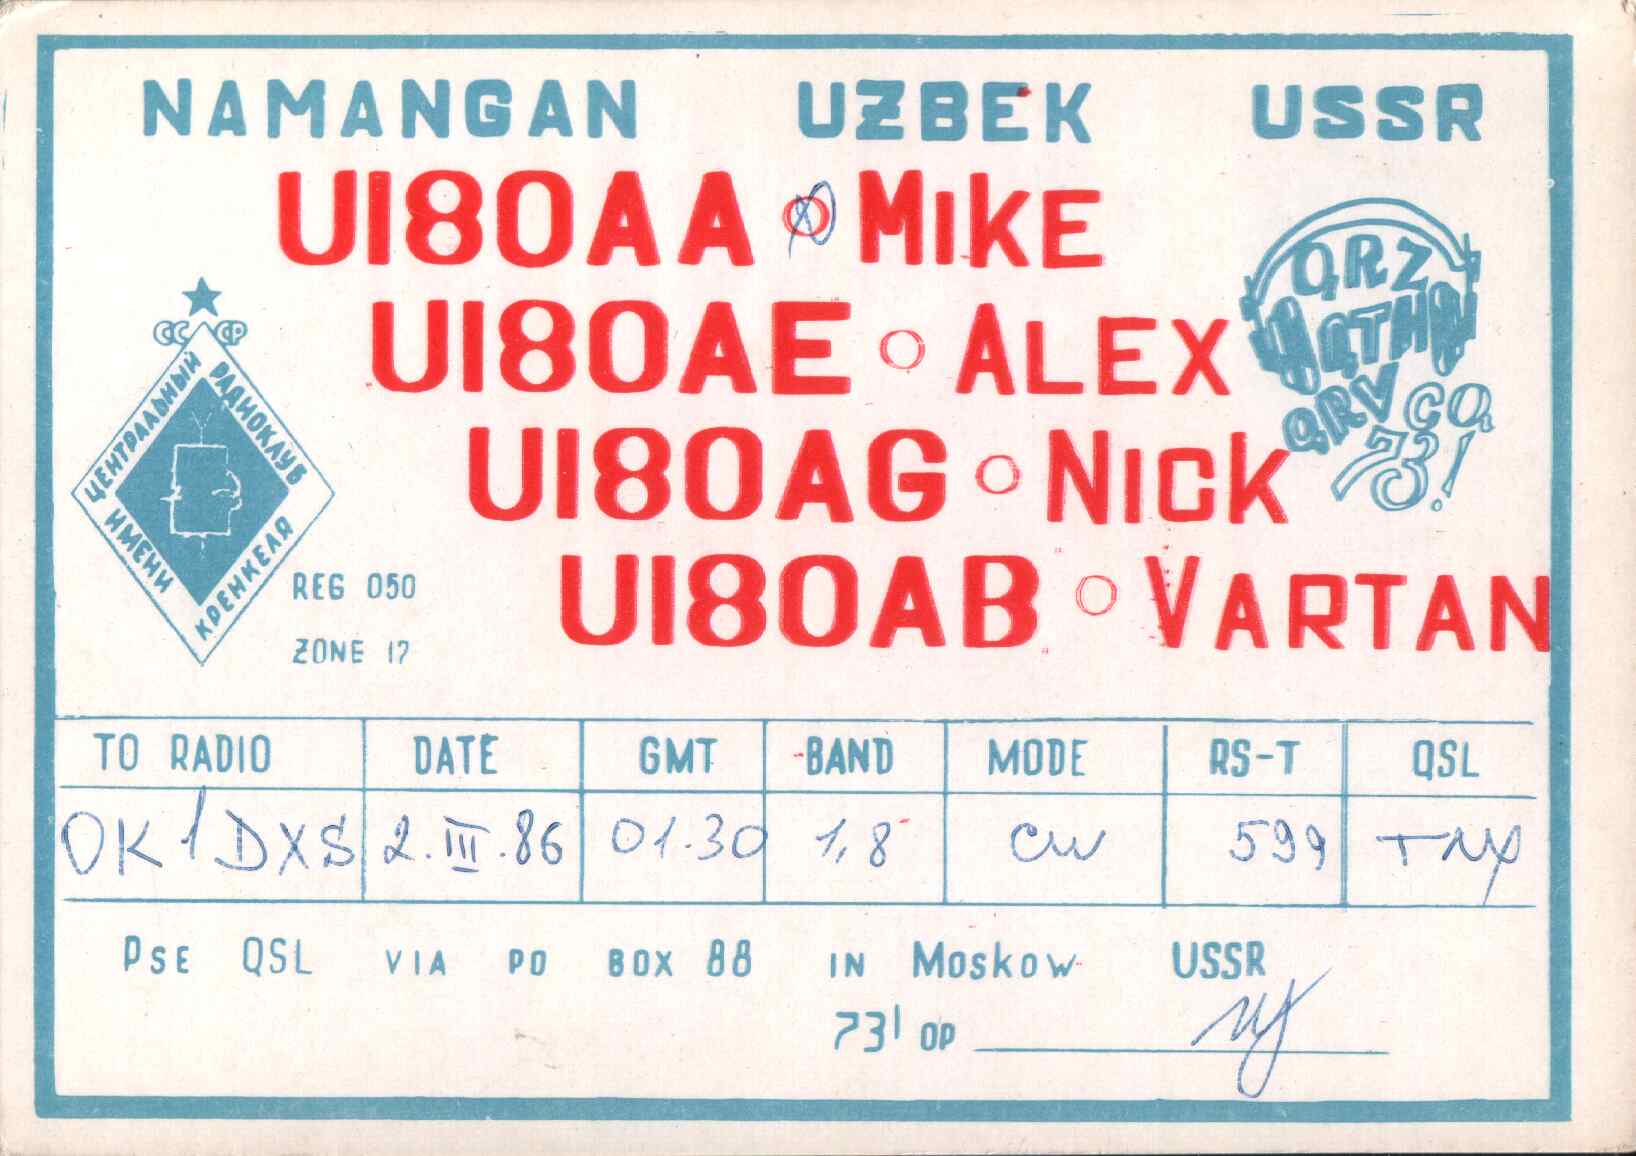 NAMANGAN UZBEK USSR
UI8OAA MIKE
UI8OAE ALEX
UI8OAG NICK
UI8OAB VARTAN
СССР
ЦЕНТРАЛЬНЫЙ РАДИОКЛУБ
ИМЕНИ КРЕНКЕЛЯ
QRZ
QTH
QRV CQ
73!
REG 050
ZONE 17
TO RADIO DATE GMT BAND MODE RS-T QSL
OK1DXS 2.III.86 01.30 1,8 CW 599 TNX
PSE QSL VIA PO BOX 88 IN MOSKOW USSR
73! OP